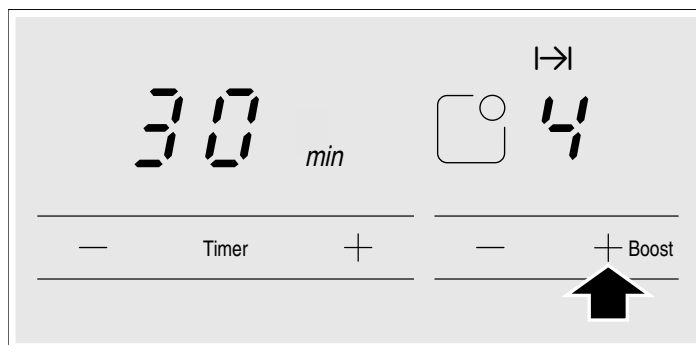 30 min 4
— Timer + — + Boost